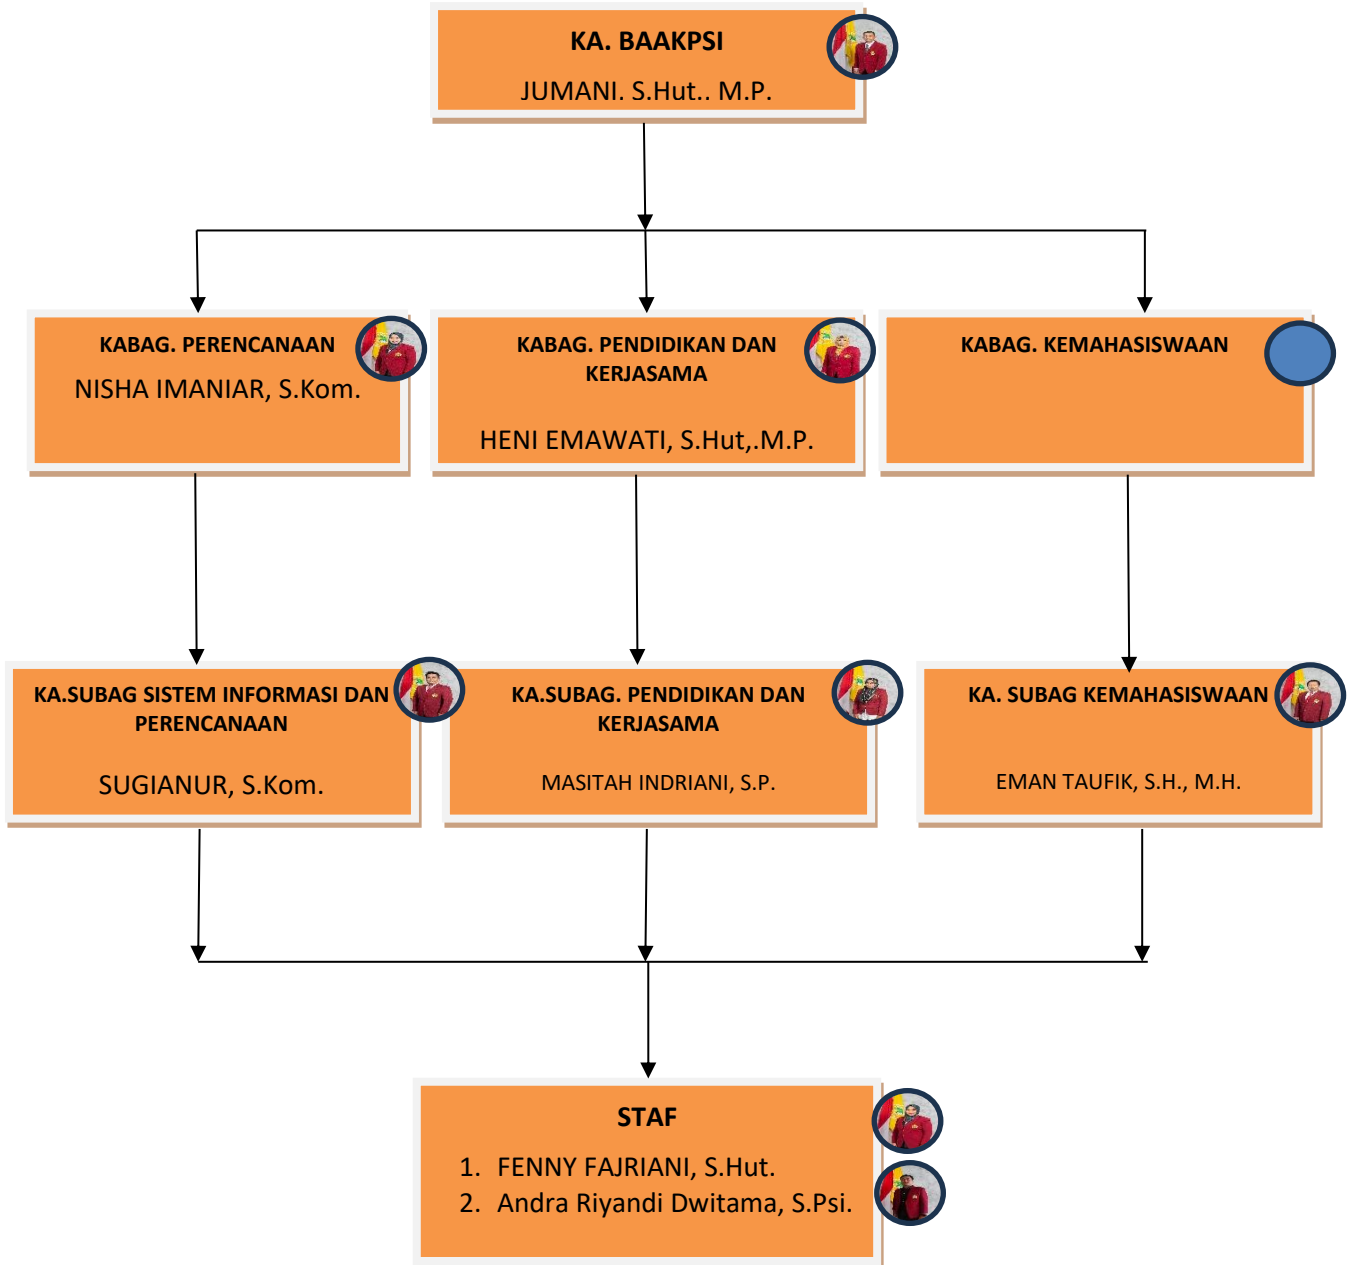 KA. BAAKPSI
JUMANI. S.Hut.. M.P.
KABAG. PERENCANAAN
NISHA IMANIAR, S.Kom.
KABAG. PENDIDIKAN DAN
KERJASAMA
HENI EMAWATI, S.Hut,.M.P.
KABAG. KEMAHASISWAAN
KA.SUBAG SISTEM INFORMASI DAN
PERENCANAAN
SUGIANUR, S.Kom.
KA.SUBAG. PENDIDIKAN DAN
KERJASAMA
MASITAH INDRIANI, S.P.
KA. SUBAG KEMAHASISWAAN
EMAN TAUFIK, S.H., M.H.
STAF
1. FENNY FAJRIANI, S.Hut.
2. Andra Riyandi Dwitama, S.Psi.